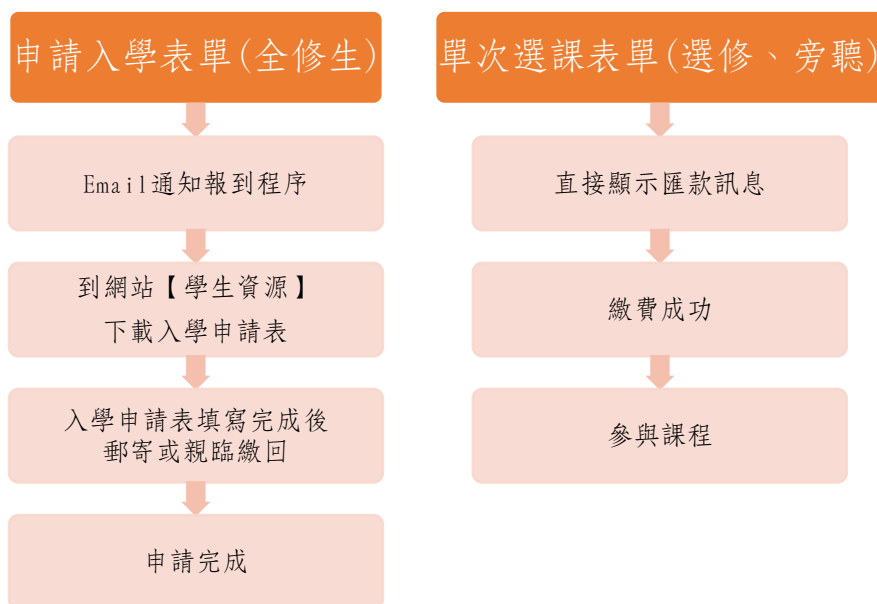 申請入學表單(全修生)
Email通知報到程序
到網站【學生資源】
下載入學申請表
入學申請表填寫完成後
郵寄或親臨繳回
申請完成
單次選課表單(選修、旁聽)
直接顯示匯款訊息
繳費成功
參與課程